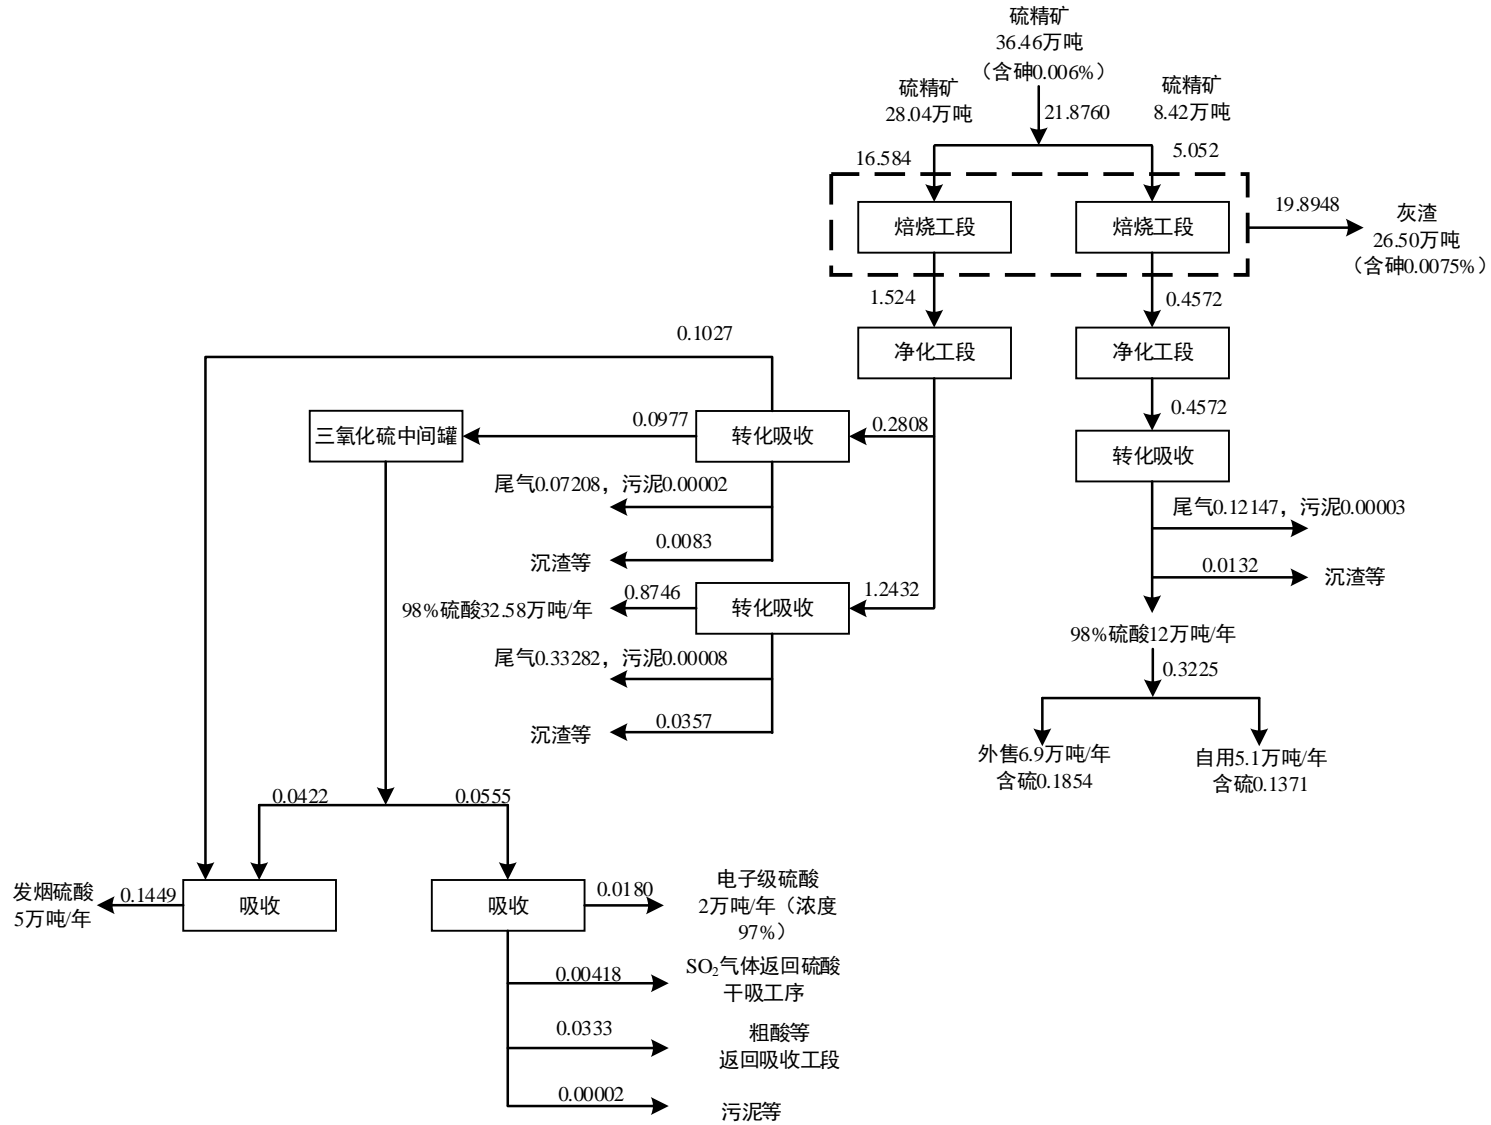 硫精矿
36.46万吨
（含砷0.006%）
硫精矿
28.04万吨
21.8760
硫精矿
8.42万吨
16.584
5.052
焙烧工段
焙烧工段
19.8948
灰渣
26.50万吨
（含砷0.0075%）
1.524
0.4572
净化工段
净化工段
0.1027
0.4572
三氧化硫中间罐
0.0977
转化吸收
0.2808
转化吸收
尾气0.07208，污泥0.00002
尾气0.12147，污泥0.00003
沉渣等
0.0083
0.0132
沉渣等
98%硫酸32.58万吨/年
0.8746
转化吸收
1.2432
98%硫酸12万吨/年
尾气0.33282，污泥0.00008
0.3225
沉渣等
0.0357
外售6.9万吨/年
含硫0.1854
自用5.1万吨/年
含硫0.1371
0.0422
0.0555
发烟硫酸
5万吨/年
0.1449
吸收
吸收
0.0180
电子级硫酸
2万吨/年（浓度
97%）
0.00418
SO₂气体返回硫酸
干吸工序
0.0333
粗酸等
返回吸收工段
0.00002
污泥等